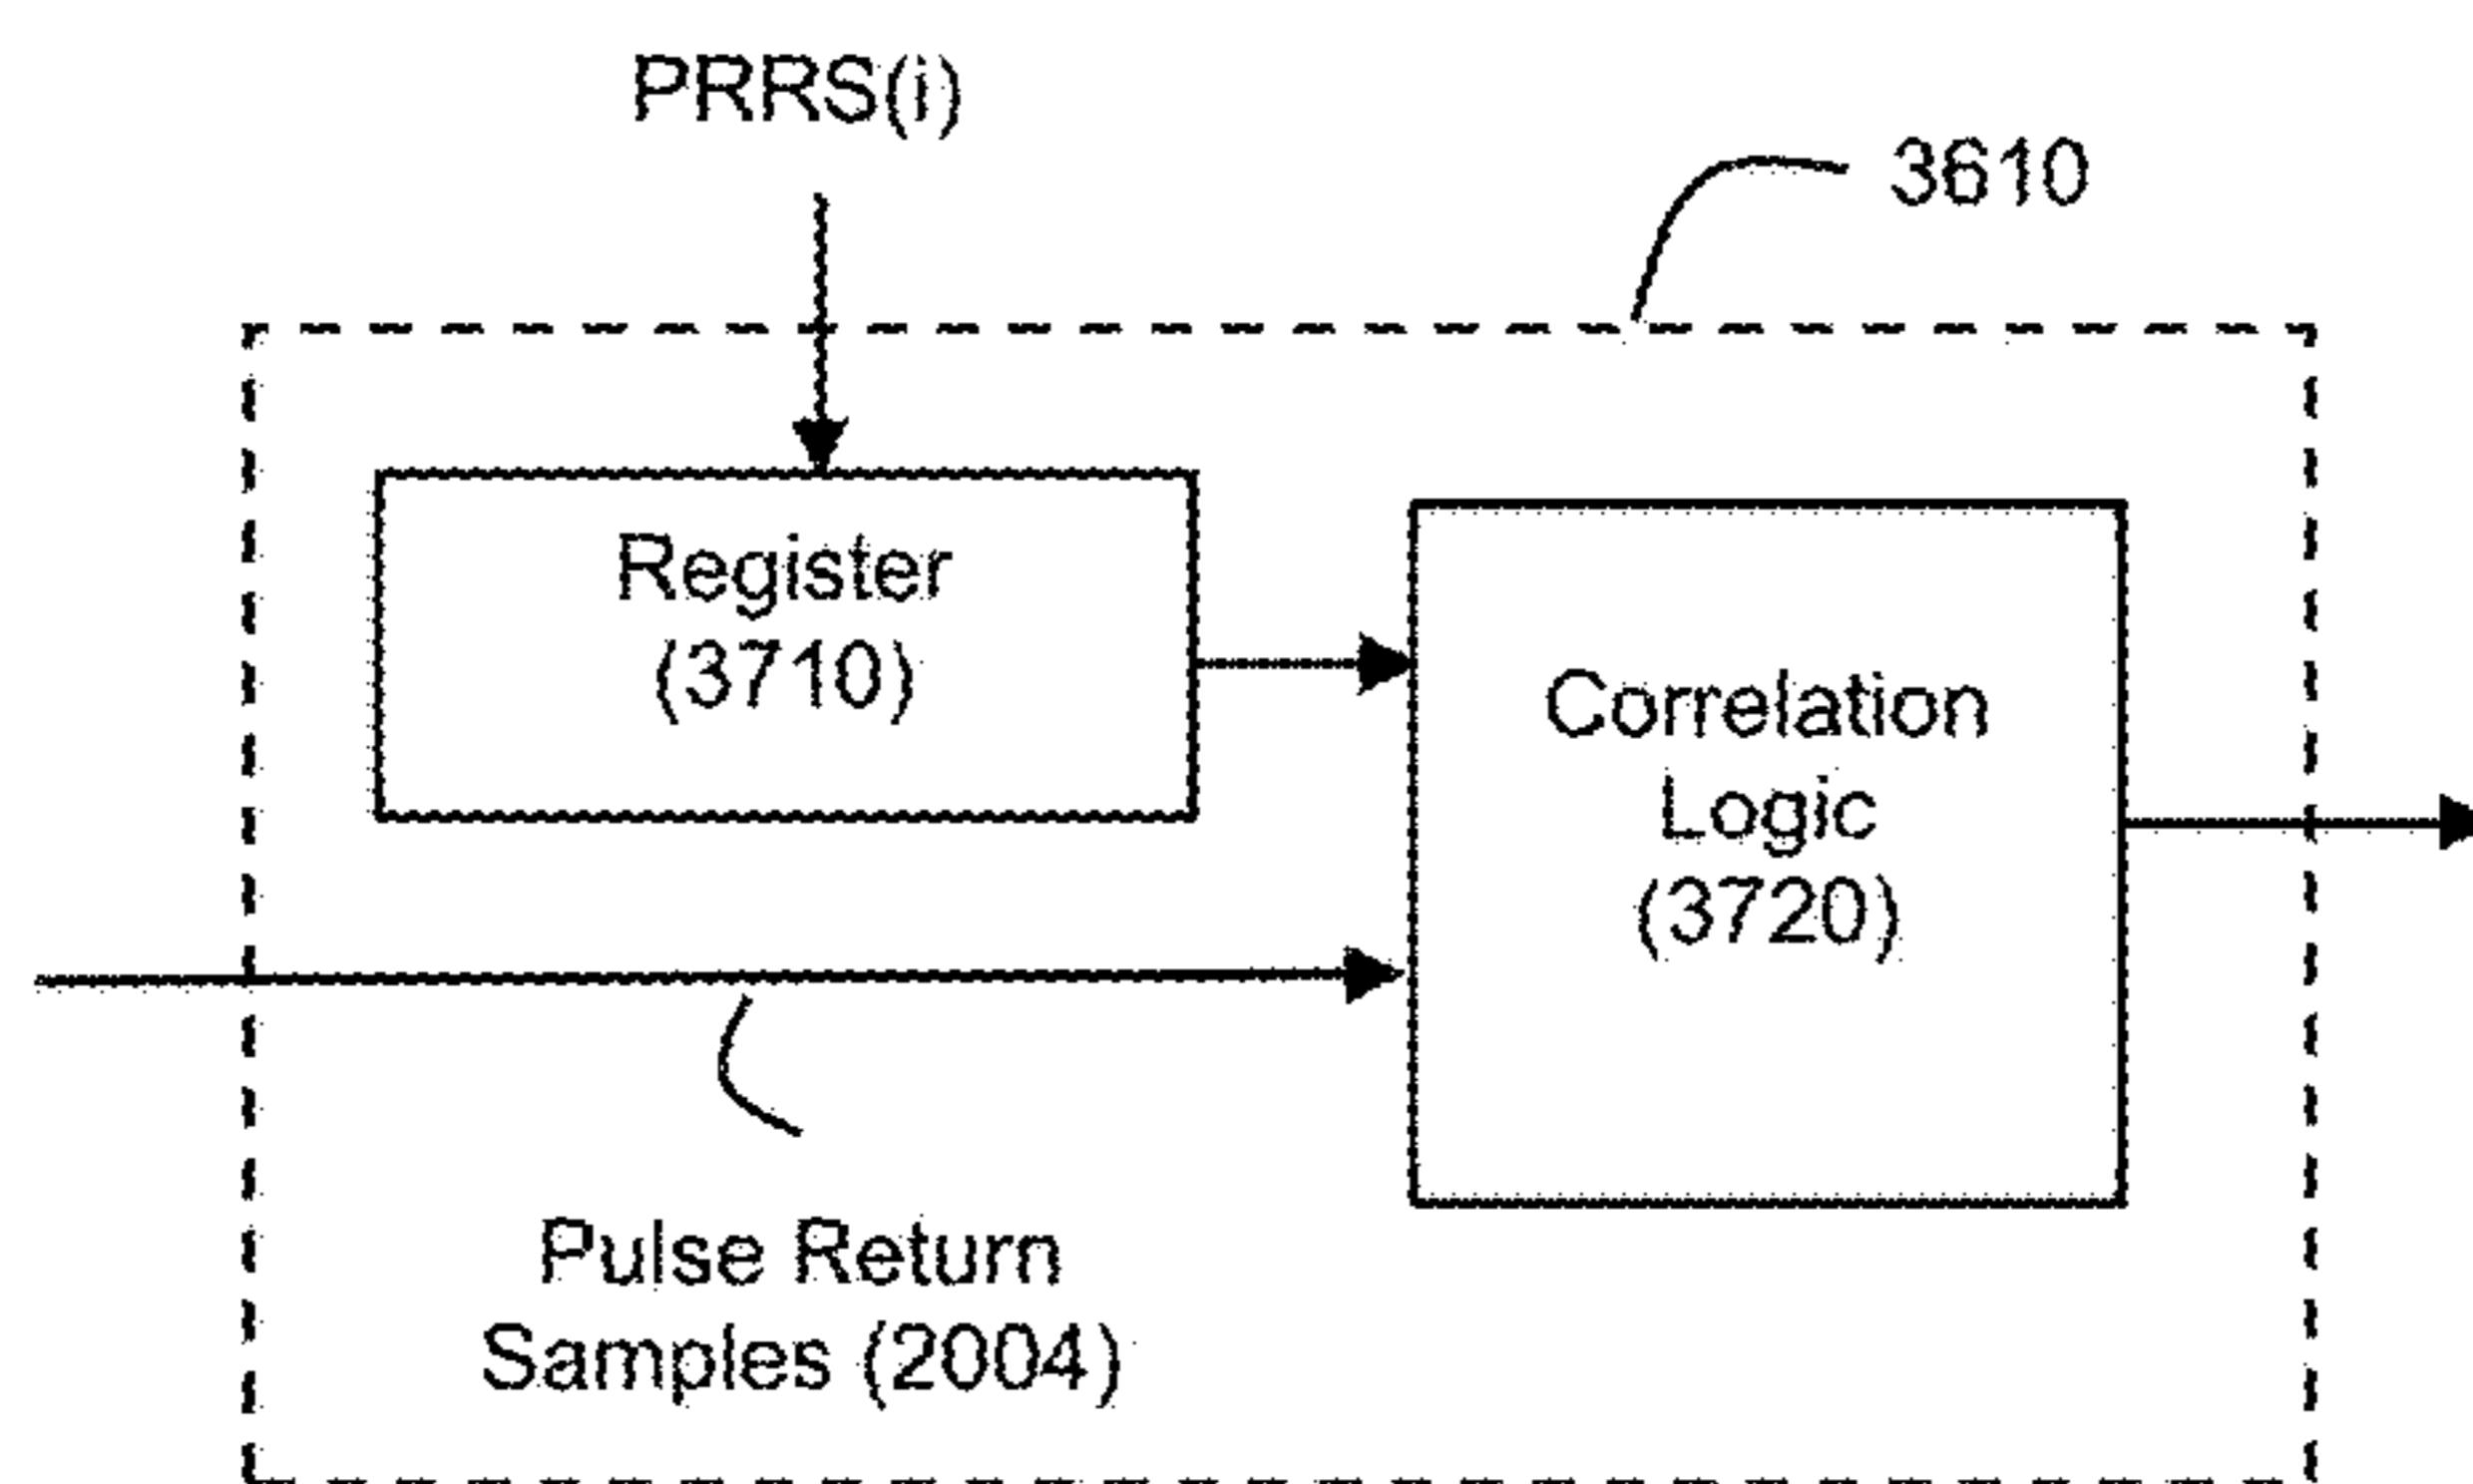 PRRS(i)
3610
Register
(3710)
Correlation
Logic
(3720)
Pulse Return
Samples (2004)